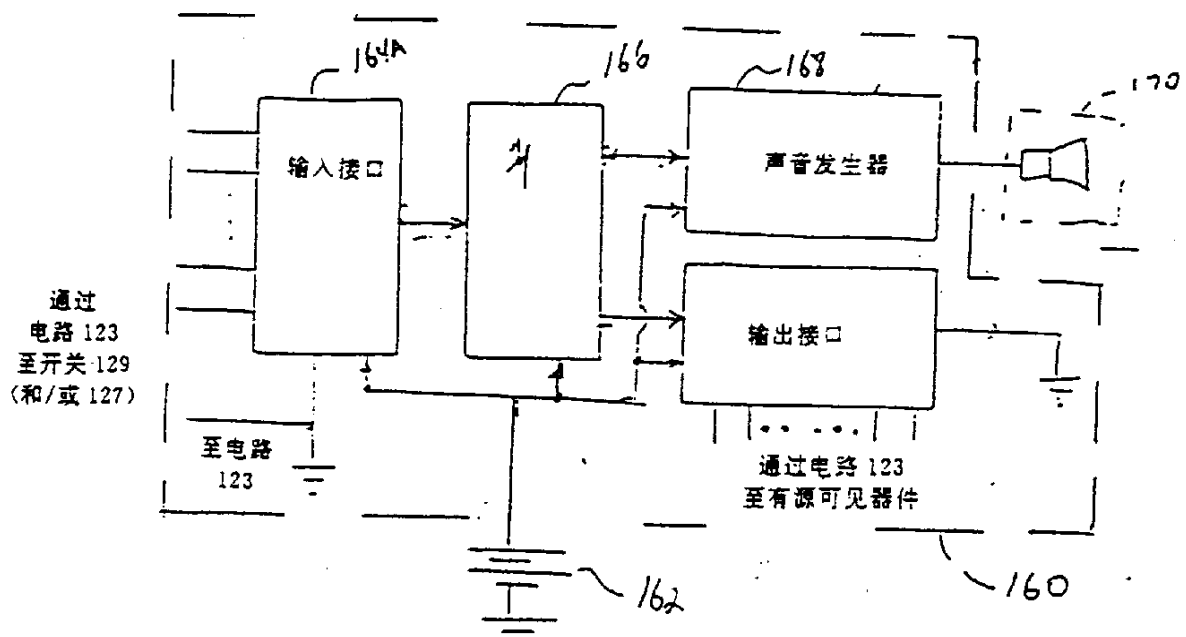 164A
166
168
170
输入接口
声音发生器
通过
电路 123
至开关 129
(和/或 127)
输出接口
至电路
123
通过电路 123
至有源可见器件
162
160